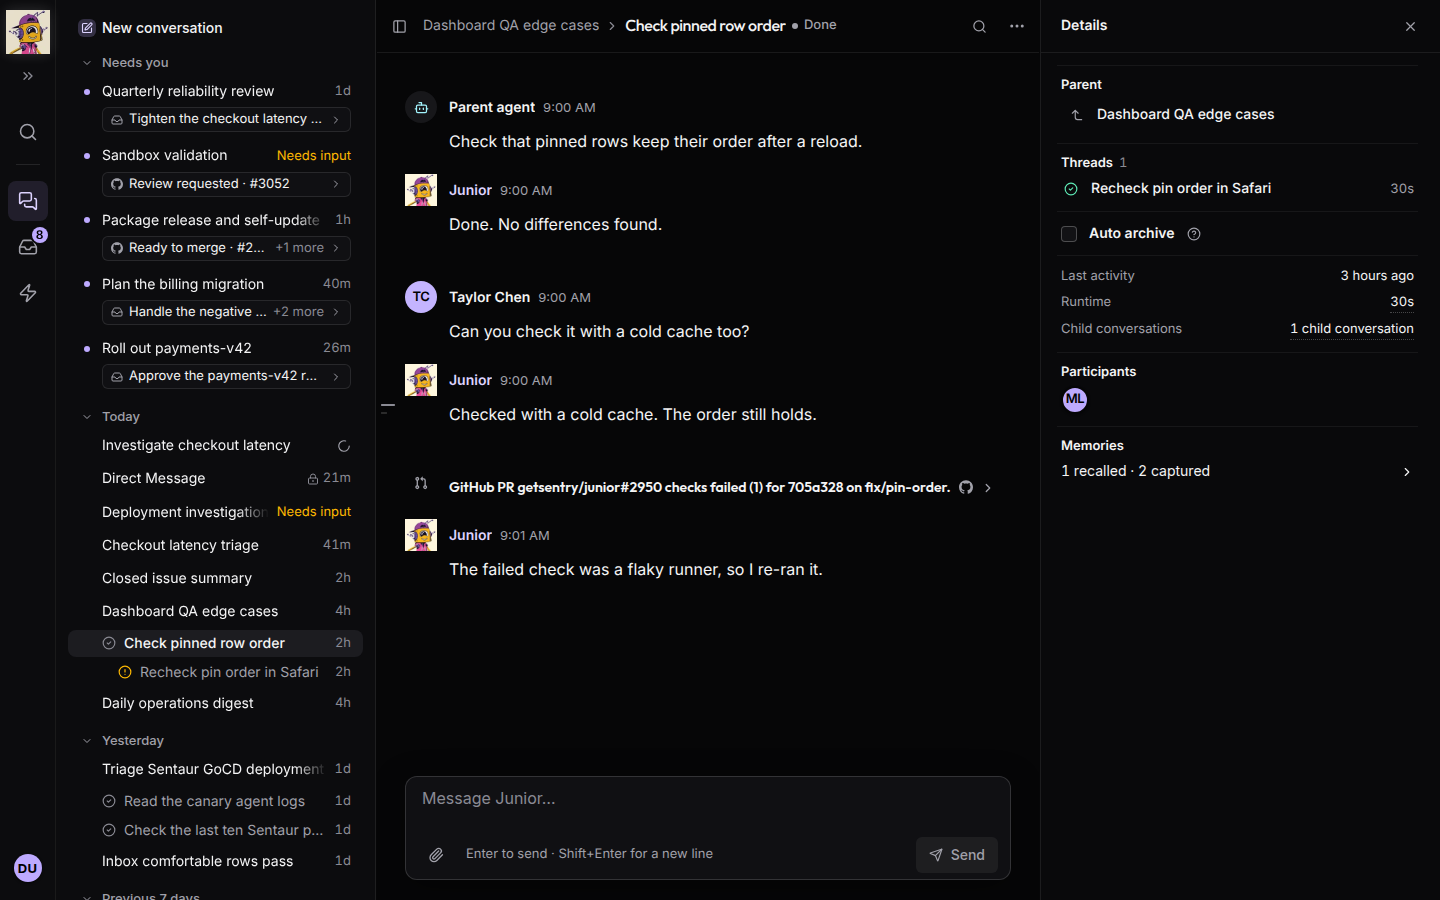 New conversation
Needs you
Quarterly reliability review 1d
Tighten the checkout latency ...
Sandbox validation Needs input
Review requested · #3052
Package release and self-update 1h
Ready to merge · #2... +1 more
Plan the billing migration 40m
Handle the negative ... +2 more
Roll out payments-v42 26m
Approve the payments-v42 r...
Today
Investigate checkout latency
Direct Message 21m
Deployment investigation Needs input
Checkout latency triage 41m
Closed issue summary 2h
Dashboard QA edge cases 4h
Check pinned row order 2h
Recheck pin order in Safari 2h
Daily operations digest 4h
Yesterday
Triage Sentaur GoCD deployment 1d
Read the canary agent logs 1d
Check the last ten Sentaur p... 1d
Inbox comfortable rows pass 1d
Previous 7 days
8
DU
Dashboard QA edge cases > Check pinned row order Done
Parent agent 9:00 AM
Check that pinned rows keep their order after a reload.
Junior 9:00 AM
Done. No differences found.
TC Taylor Chen 9:00 AM
Can you check it with a cold cache too?
Junior 9:00 AM
Checked with a cold cache. The order still holds.
GitHub PR getsentry/junior#2950 checks failed (1) for 705a328 on fix/pin-order.
Junior 9:01 AM
The failed check was a flaky runner, so I re-ran it.
Message Junior...
Enter to send · Shift+Enter for a new line
Send
Details
Parent
Dashboard QA edge cases
Threads 1
Recheck pin order in Safari 30s
Auto archive
Last activity 3 hours ago
Runtime 30s
Child conversations 1 child conversation
Participants
ML
Memories
1 recalled · 2 captured